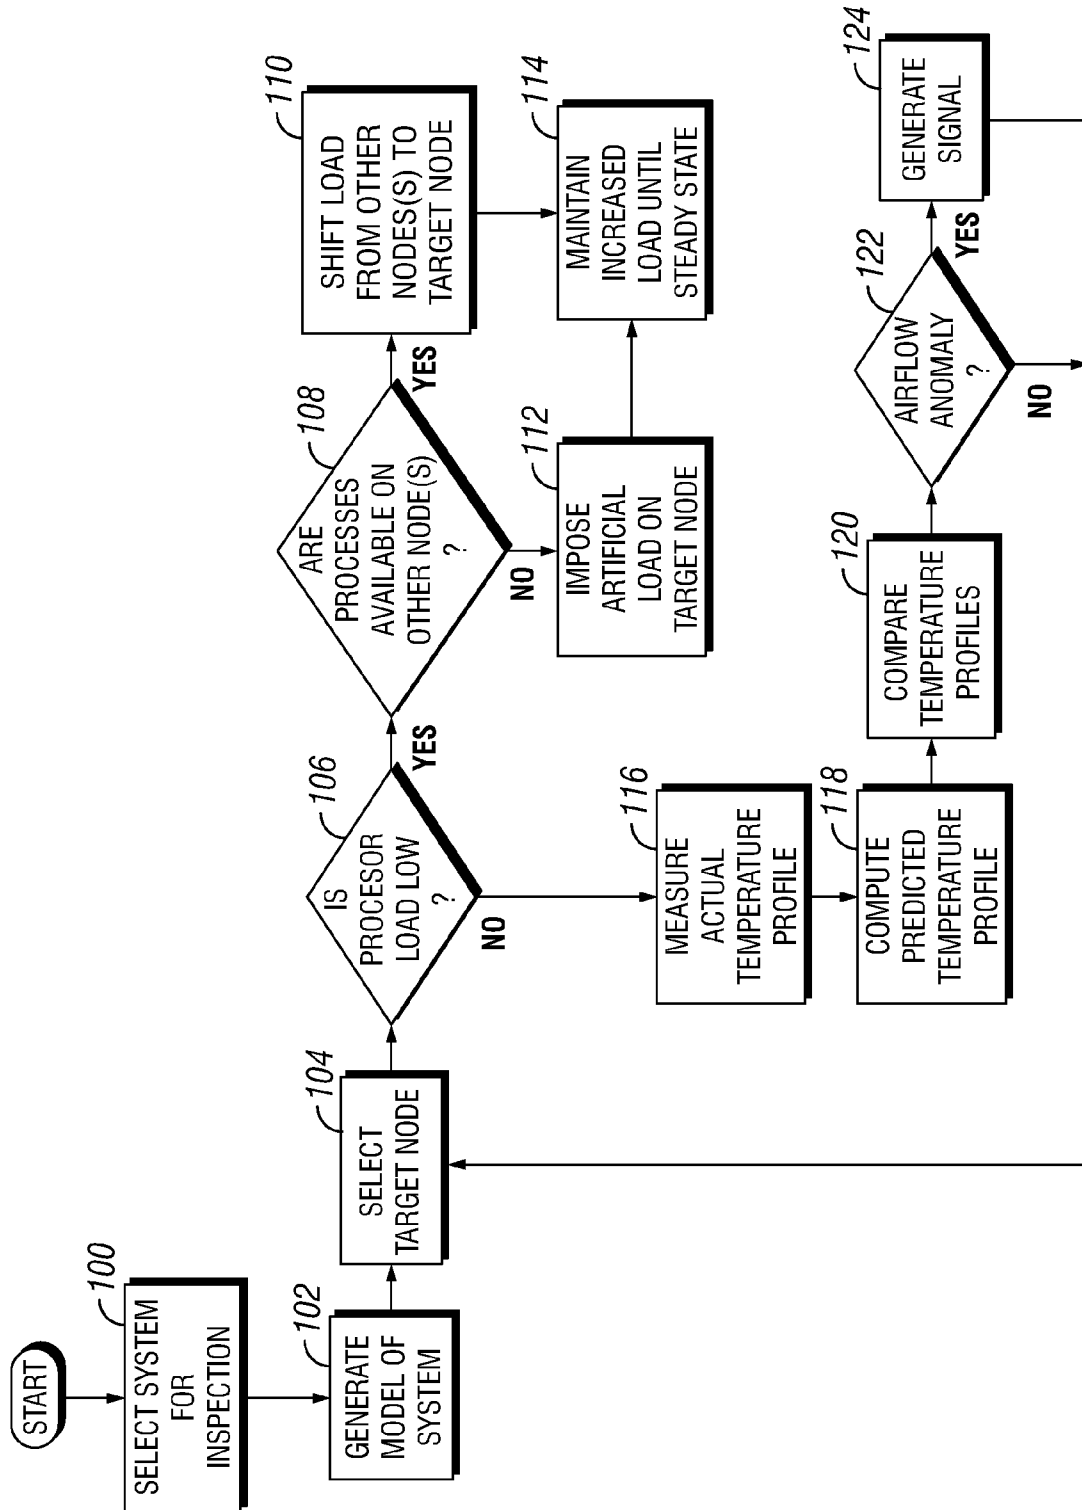 START
100
SELECT SYSTEM
FOR
INSPECTION
102
GENERATE
MODEL OF
SYSTEM
104
SELECT
TARGET NODE
106
IS
PROCESOR
LOAD LOW
?
YES
NO
108
ARE
PROCESSES
AVAILABLE ON
OTHER NODE(S)
?
YES
NO
110
SHIFT LOAD
FROM OTHER
NODES(S) TO
TARGET NODE
112
IMPOSE
ARTIFICIAL
LOAD ON
TARGET NODE
114
MAINTAIN
INCREASED
LOAD UNTIL
STEADY STATE
116
MEASURE
ACTUAL
TEMPERATURE
PROFILE
118
COMPUTE
PREDICTED
TEMPERATURE
PROFILE
120
COMPARE
TEMPERATURE
PROFILES
122
AIRFLOW
ANOMALY
?
YES
NO
124
GENERATE
SIGNAL